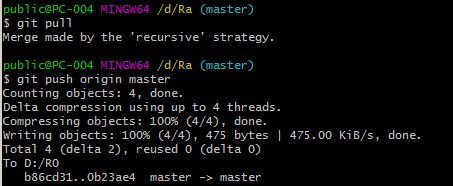 public@PC-004 MINGW64 /d/Ra (master)
$ git pull
Merge made by the 'recursive' strategy.
public@PC-004 MINGW64 /d/Ra (master)
$ git push origin master
Counting objects: 4, done.
Delta compression using up to 4 threads.
Compressing objects: 100% (4/4), done.
Writing objects: 100% (4/4), 475 bytes | 475.00 KiB/s, done.
Total 4 (delta 2), reused 0 (delta 0)
To D:/R0
   b86cd31..0b23ae4  master -> master